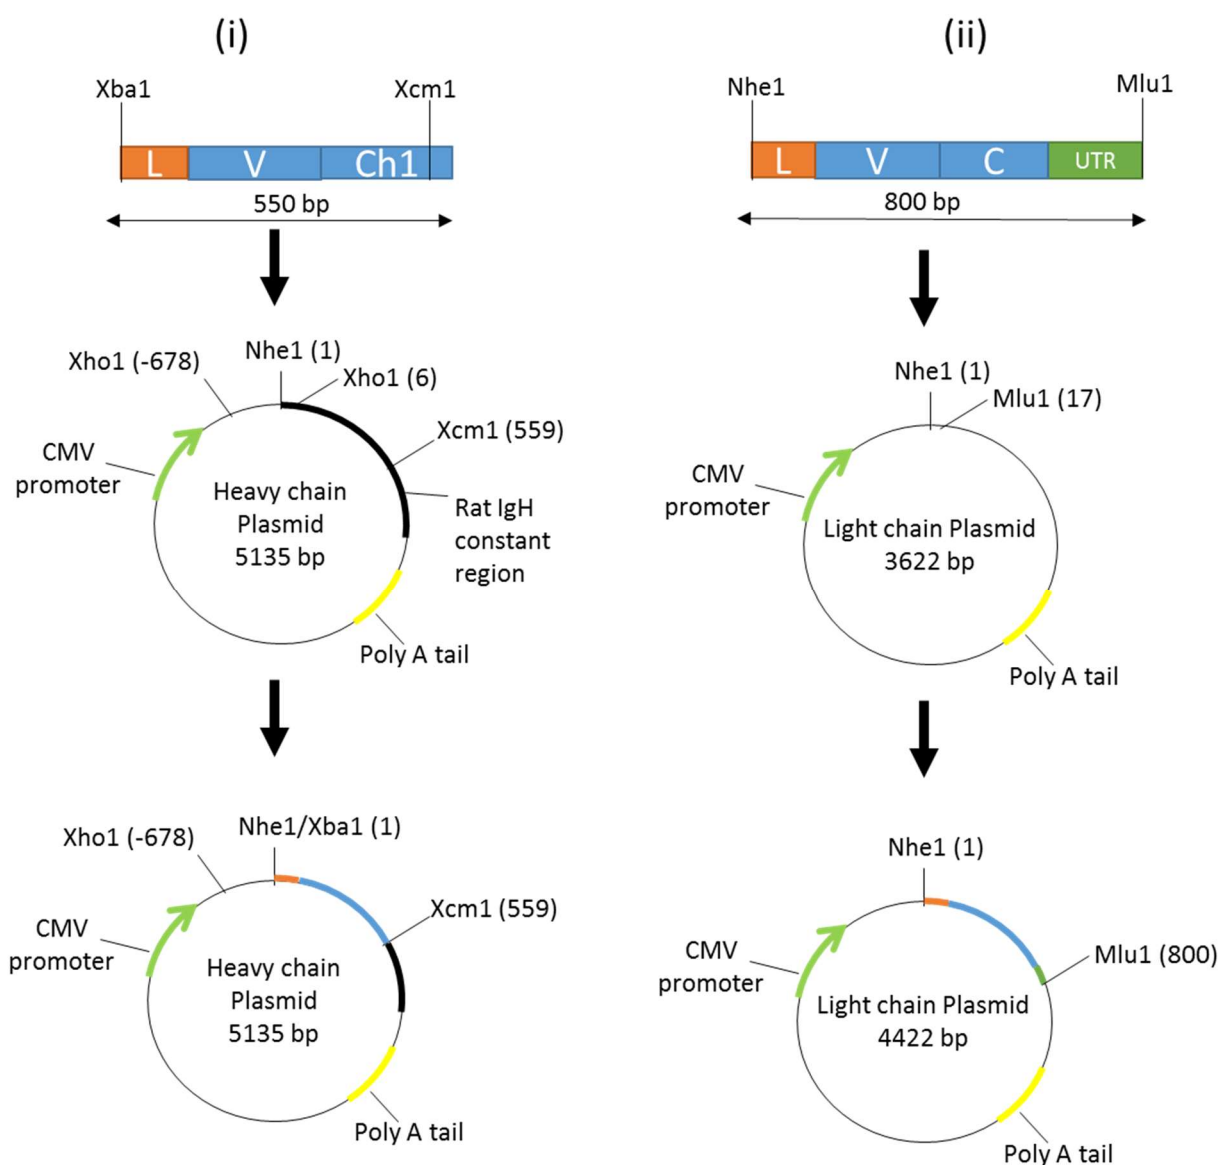 (i)
Xba1
Xcm1
L
V
Ch1
550 bp
Nhe1 (1)
Xho1 (-678)
Xho1 (6)
Xcm1 (559)
CMV
promoter
Heavy chain
Plasmid
5135 bp
Rat IgH
constant
region
Poly A tail
Nhe1/Xba1 (1)
Xho1 (-678)
Xcm1 (559)
CMV
promoter
Heavy chain
Plasmid
5135 bp
Poly A tail
(ii)
Nhe1
Mlu1
L
V
C
UTR
800 bp
Nhe1 (1)
Mlu1 (17)
CMV
promoter
Light chain Plasmid
3622 bp
Poly A tail
Nhe1 (1)
Mlu1 (800)
CMV
promoter
Light chain Plasmid
4422 bp
Poly A tail